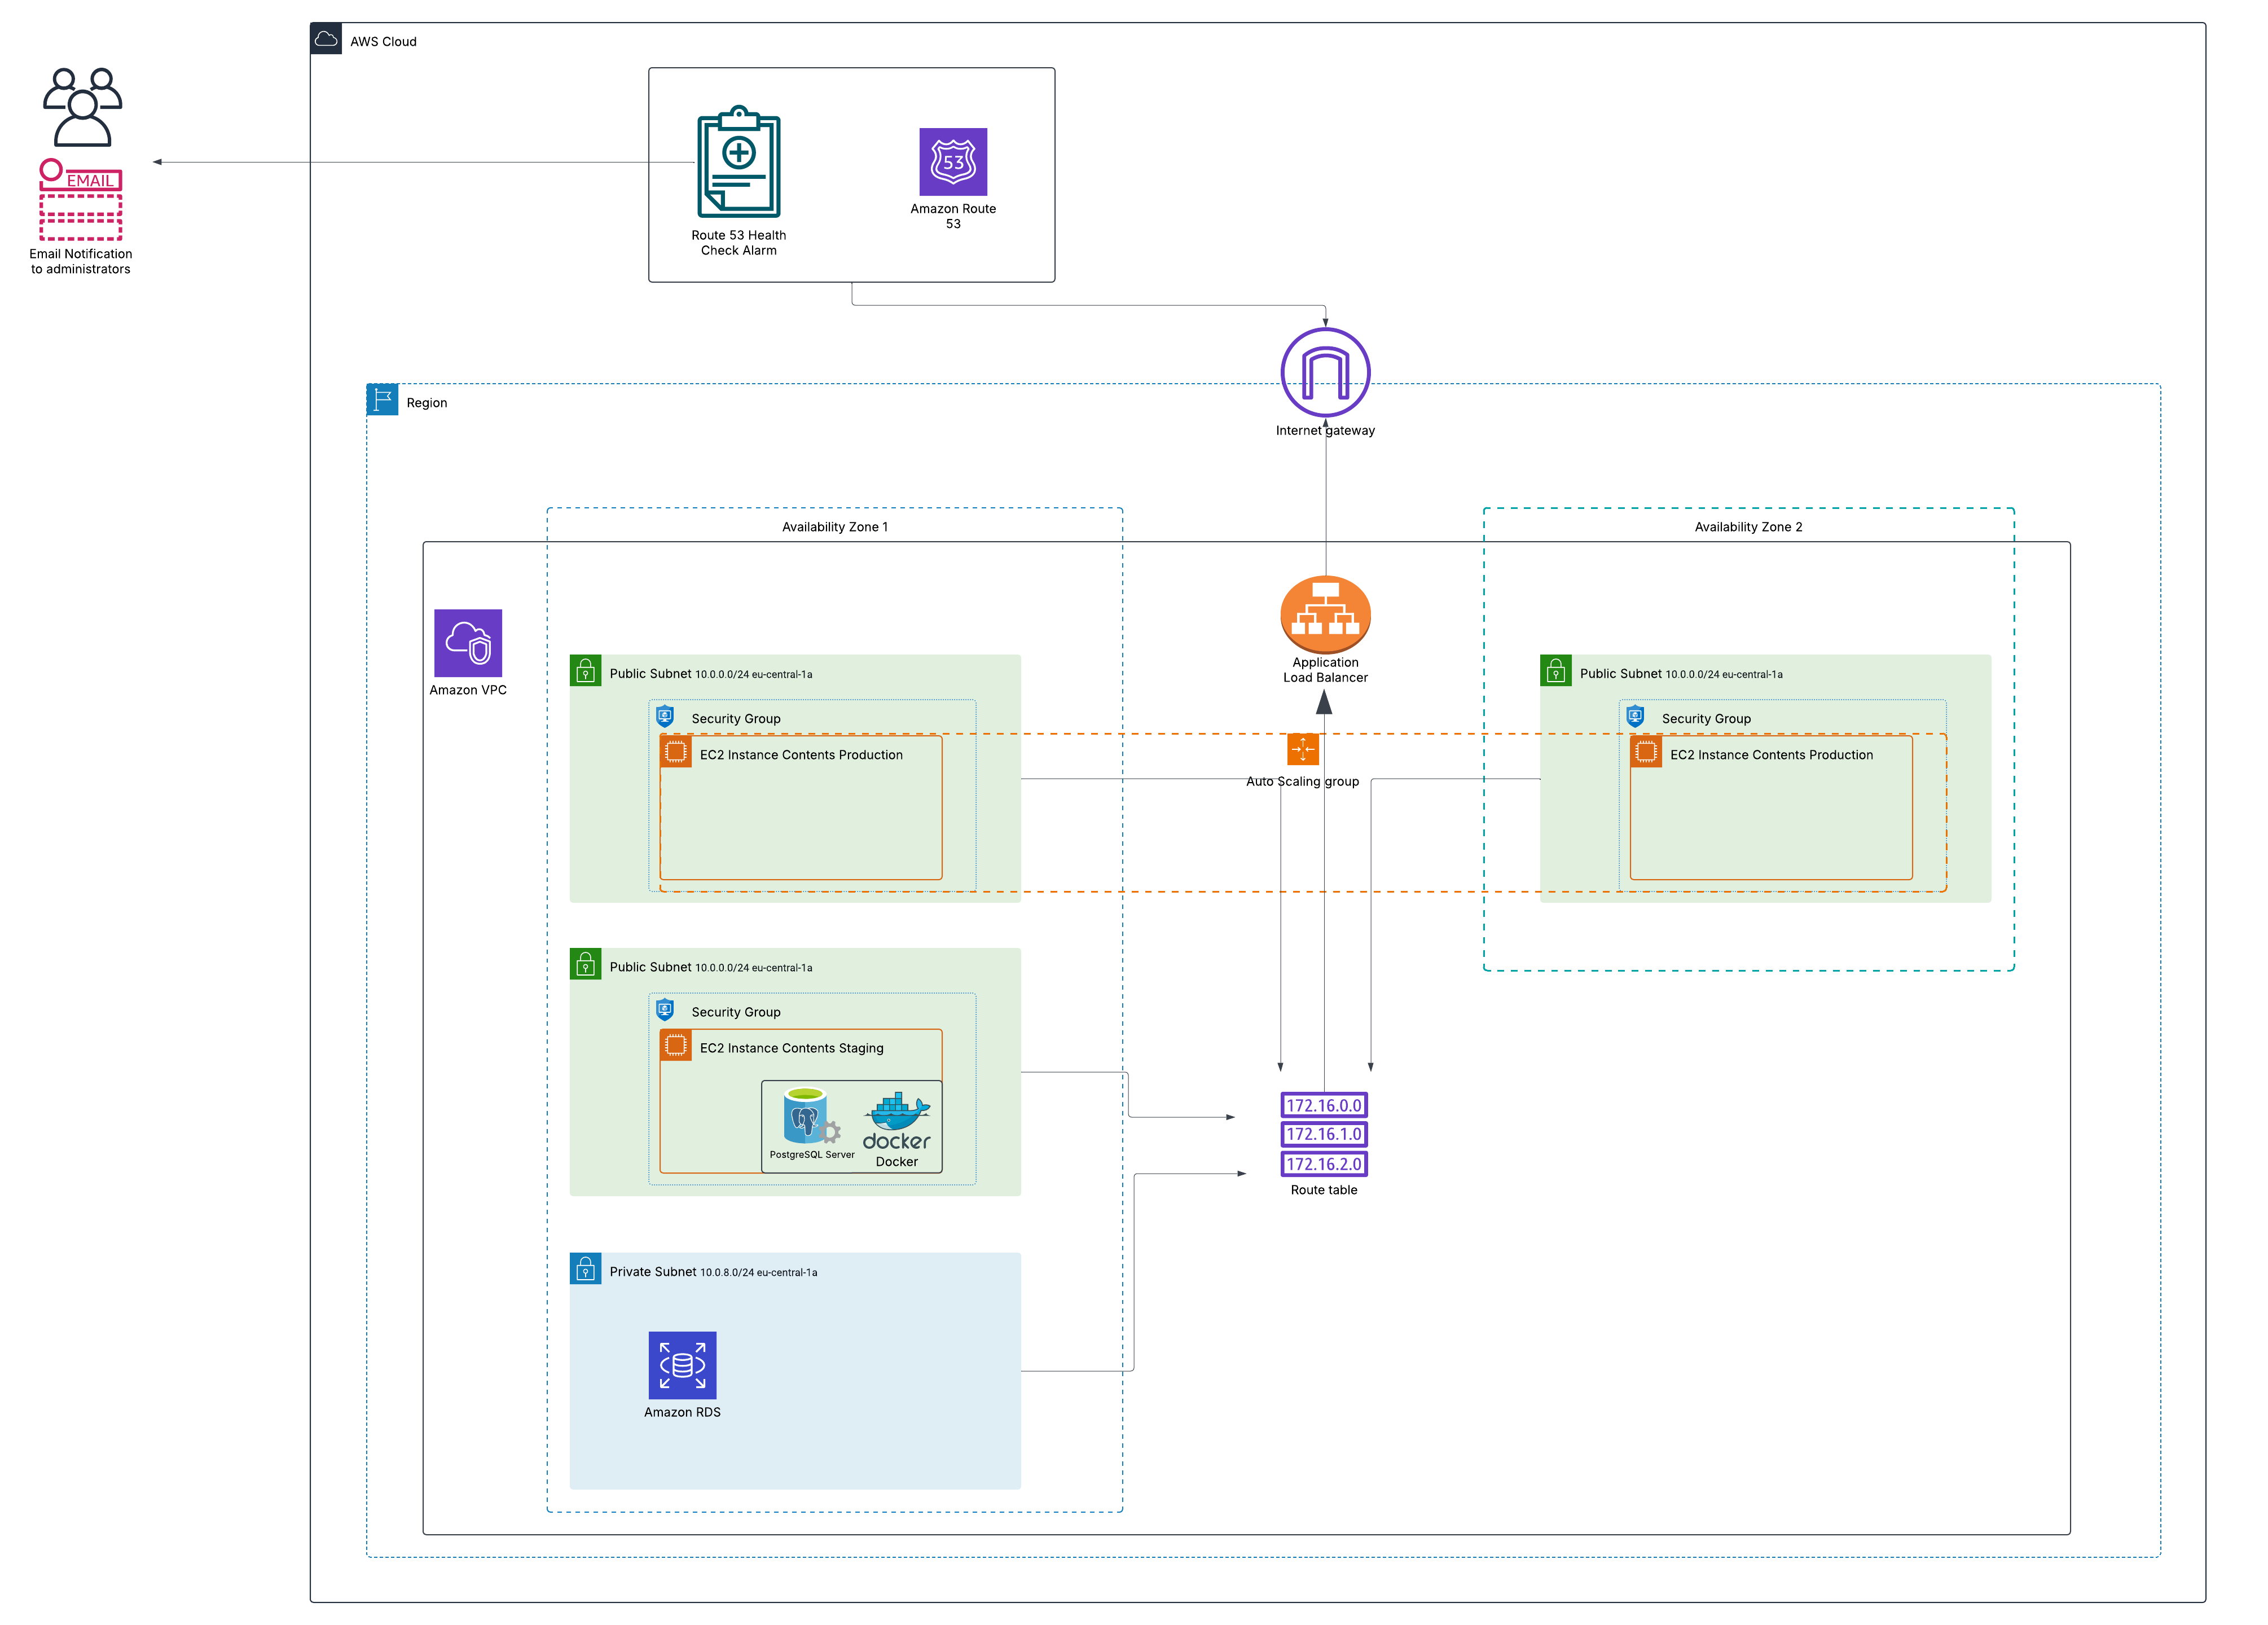 AWS Cloud
EMAIL
Email Notification
to administrators
Route 53 Health
Check Alarm
53
Amazon Route
53
Internet gateway
Region
Availability Zone 1
Availability Zone 2
Amazon VPC
Application
Load Balancer
Public Subnet 10.0.0.0/24 eu-central-1a
Security Group
EC2 Instance Contents Production
Auto Scaling group
Public Subnet 10.0.0.0/24 eu-central-1a
Security Group
EC2 Instance Contents Production
Public Subnet 10.0.0.0/24 eu-central-1a
Security Group
EC2 Instance Contents Staging
PostgreSQL Server
docker
Docker
172.16.0.0
172.16.1.0
172.16.2.0
Route table
Private Subnet 10.0.8.0/24 eu-central-1a
Amazon RDS